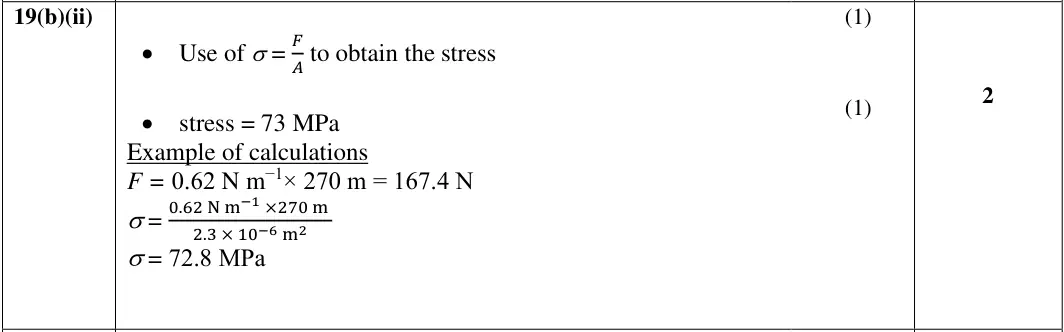 19(b)(ii)
(1)
• Use of σ = F/A to obtain the stress
(1)
2
• stress = 73 MPa
Example of calculations
F = 0.62 N m⁻¹× 270 m = 167.4 N
σ = 0.62 N m⁻¹ ×270 m / 2.3 × 10⁻⁶ m²
σ = 72.8 MPa